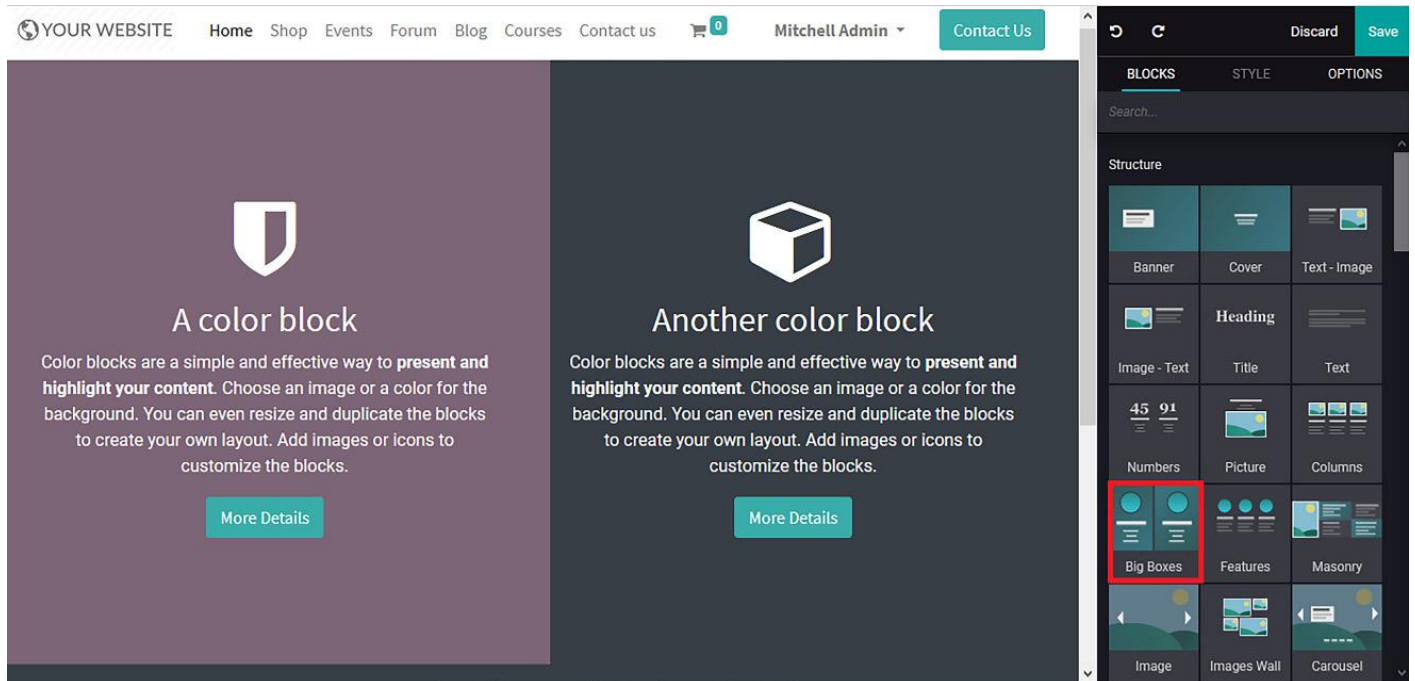 YOUR WEBSITE Home Shop Events Forum Blog Courses Contact us 0 Mitchell Admin Contact Us
Discard Save
BLOCKS STYLE OPTIONS
Search...
Structure
Banner Cover Text - Image
Heading
Image - Text Title Text
45 91
Numbers Picture Columns
Big Boxes Features Masonry
Image Images Wall Carousel
A color block
Color blocks are a simple and effective way to present and
highlight your content. Choose an image or a color for the
background. You can even resize and duplicate the blocks
to create your own layout. Add images or icons to
customize the blocks.
More Details
Another color block
Color blocks are a simple and effective way to present and
highlight your content. Choose an image or a color for the
background. You can even resize and duplicate the blocks
to create your own layout. Add images or icons to
customize the blocks.
More Details